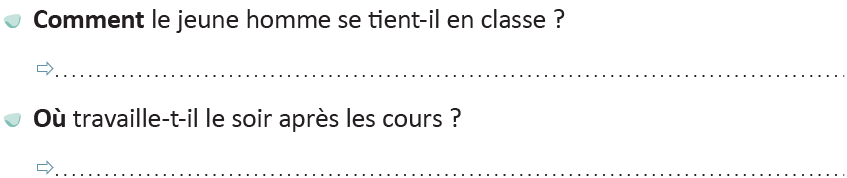 Comment le jeune homme se tient-il en classe ?
⇨......................................................................................................
Où travaille-t-il le soir après les cours ?
⇨......................................................................................................